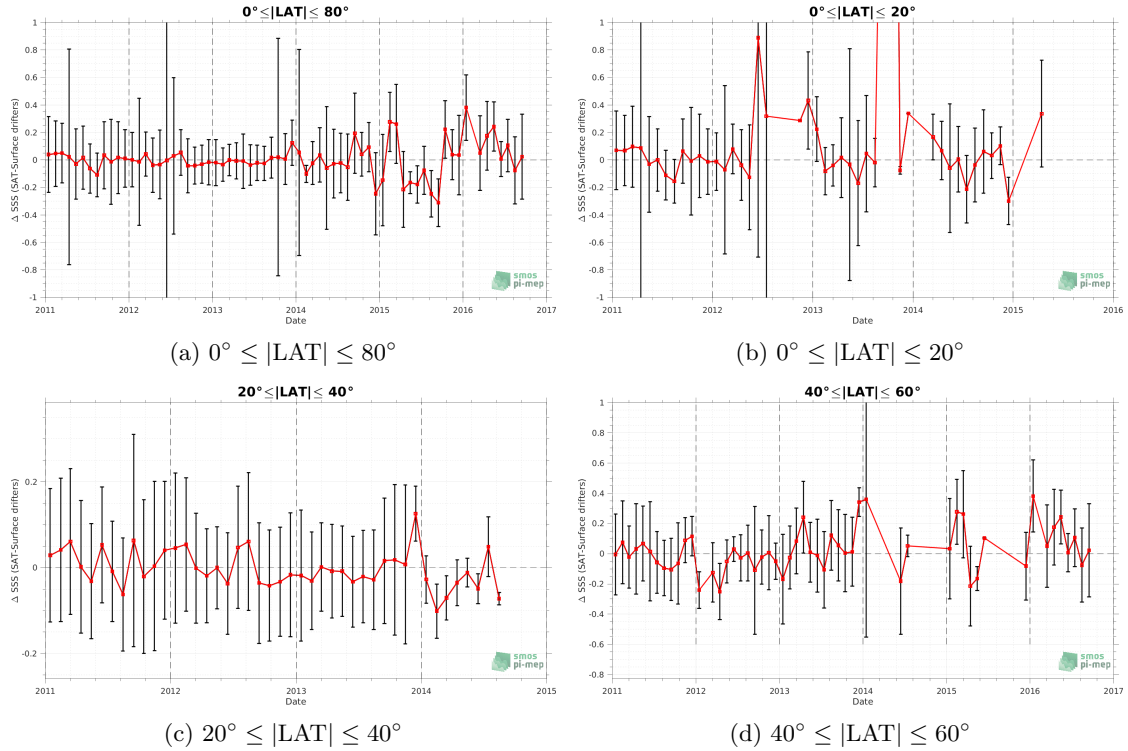 0°≤|LAT|≤ 80°
Δ SSS (SAT-Surface drifters)
1
0.8
0.6
0.4
0.2
0
-0.2
-0.4
-0.6
-0.8
-1
2011
2012
2013
2014
2015
2016
2017
Date
smos
pi-mep
(a) 0° ≤ |LAT| ≤ 80°
0°≤|LAT|≤ 20°
Δ SSS (SAT-Surface drifters)
1
0.8
0.6
0.4
0.2
0
-0.2
-0.4
-0.6
-0.8
-1
2011
2012
2013
2014
2015
2016
Date
smos
pi-mep
(b) 0° ≤ |LAT| ≤ 20°
20°≤|LAT|≤ 40°
Δ SSS (SAT-Surface drifters)
0.2
0
-0.2
2011
2012
2013
2014
2015
Date
smos
pi-mep
(c) 20° ≤ |LAT| ≤ 40°
40°≤|LAT|≤ 60°
Δ SSS (SAT-Surface drifters)
1
0.8
0.6
0.4
0.2
0
-0.2
-0.4
-0.6
-0.8
2011
2012
2013
2014
2015
2016
2017
Date
smos
pi-mep
(d) 40° ≤ |LAT| ≤ 60°